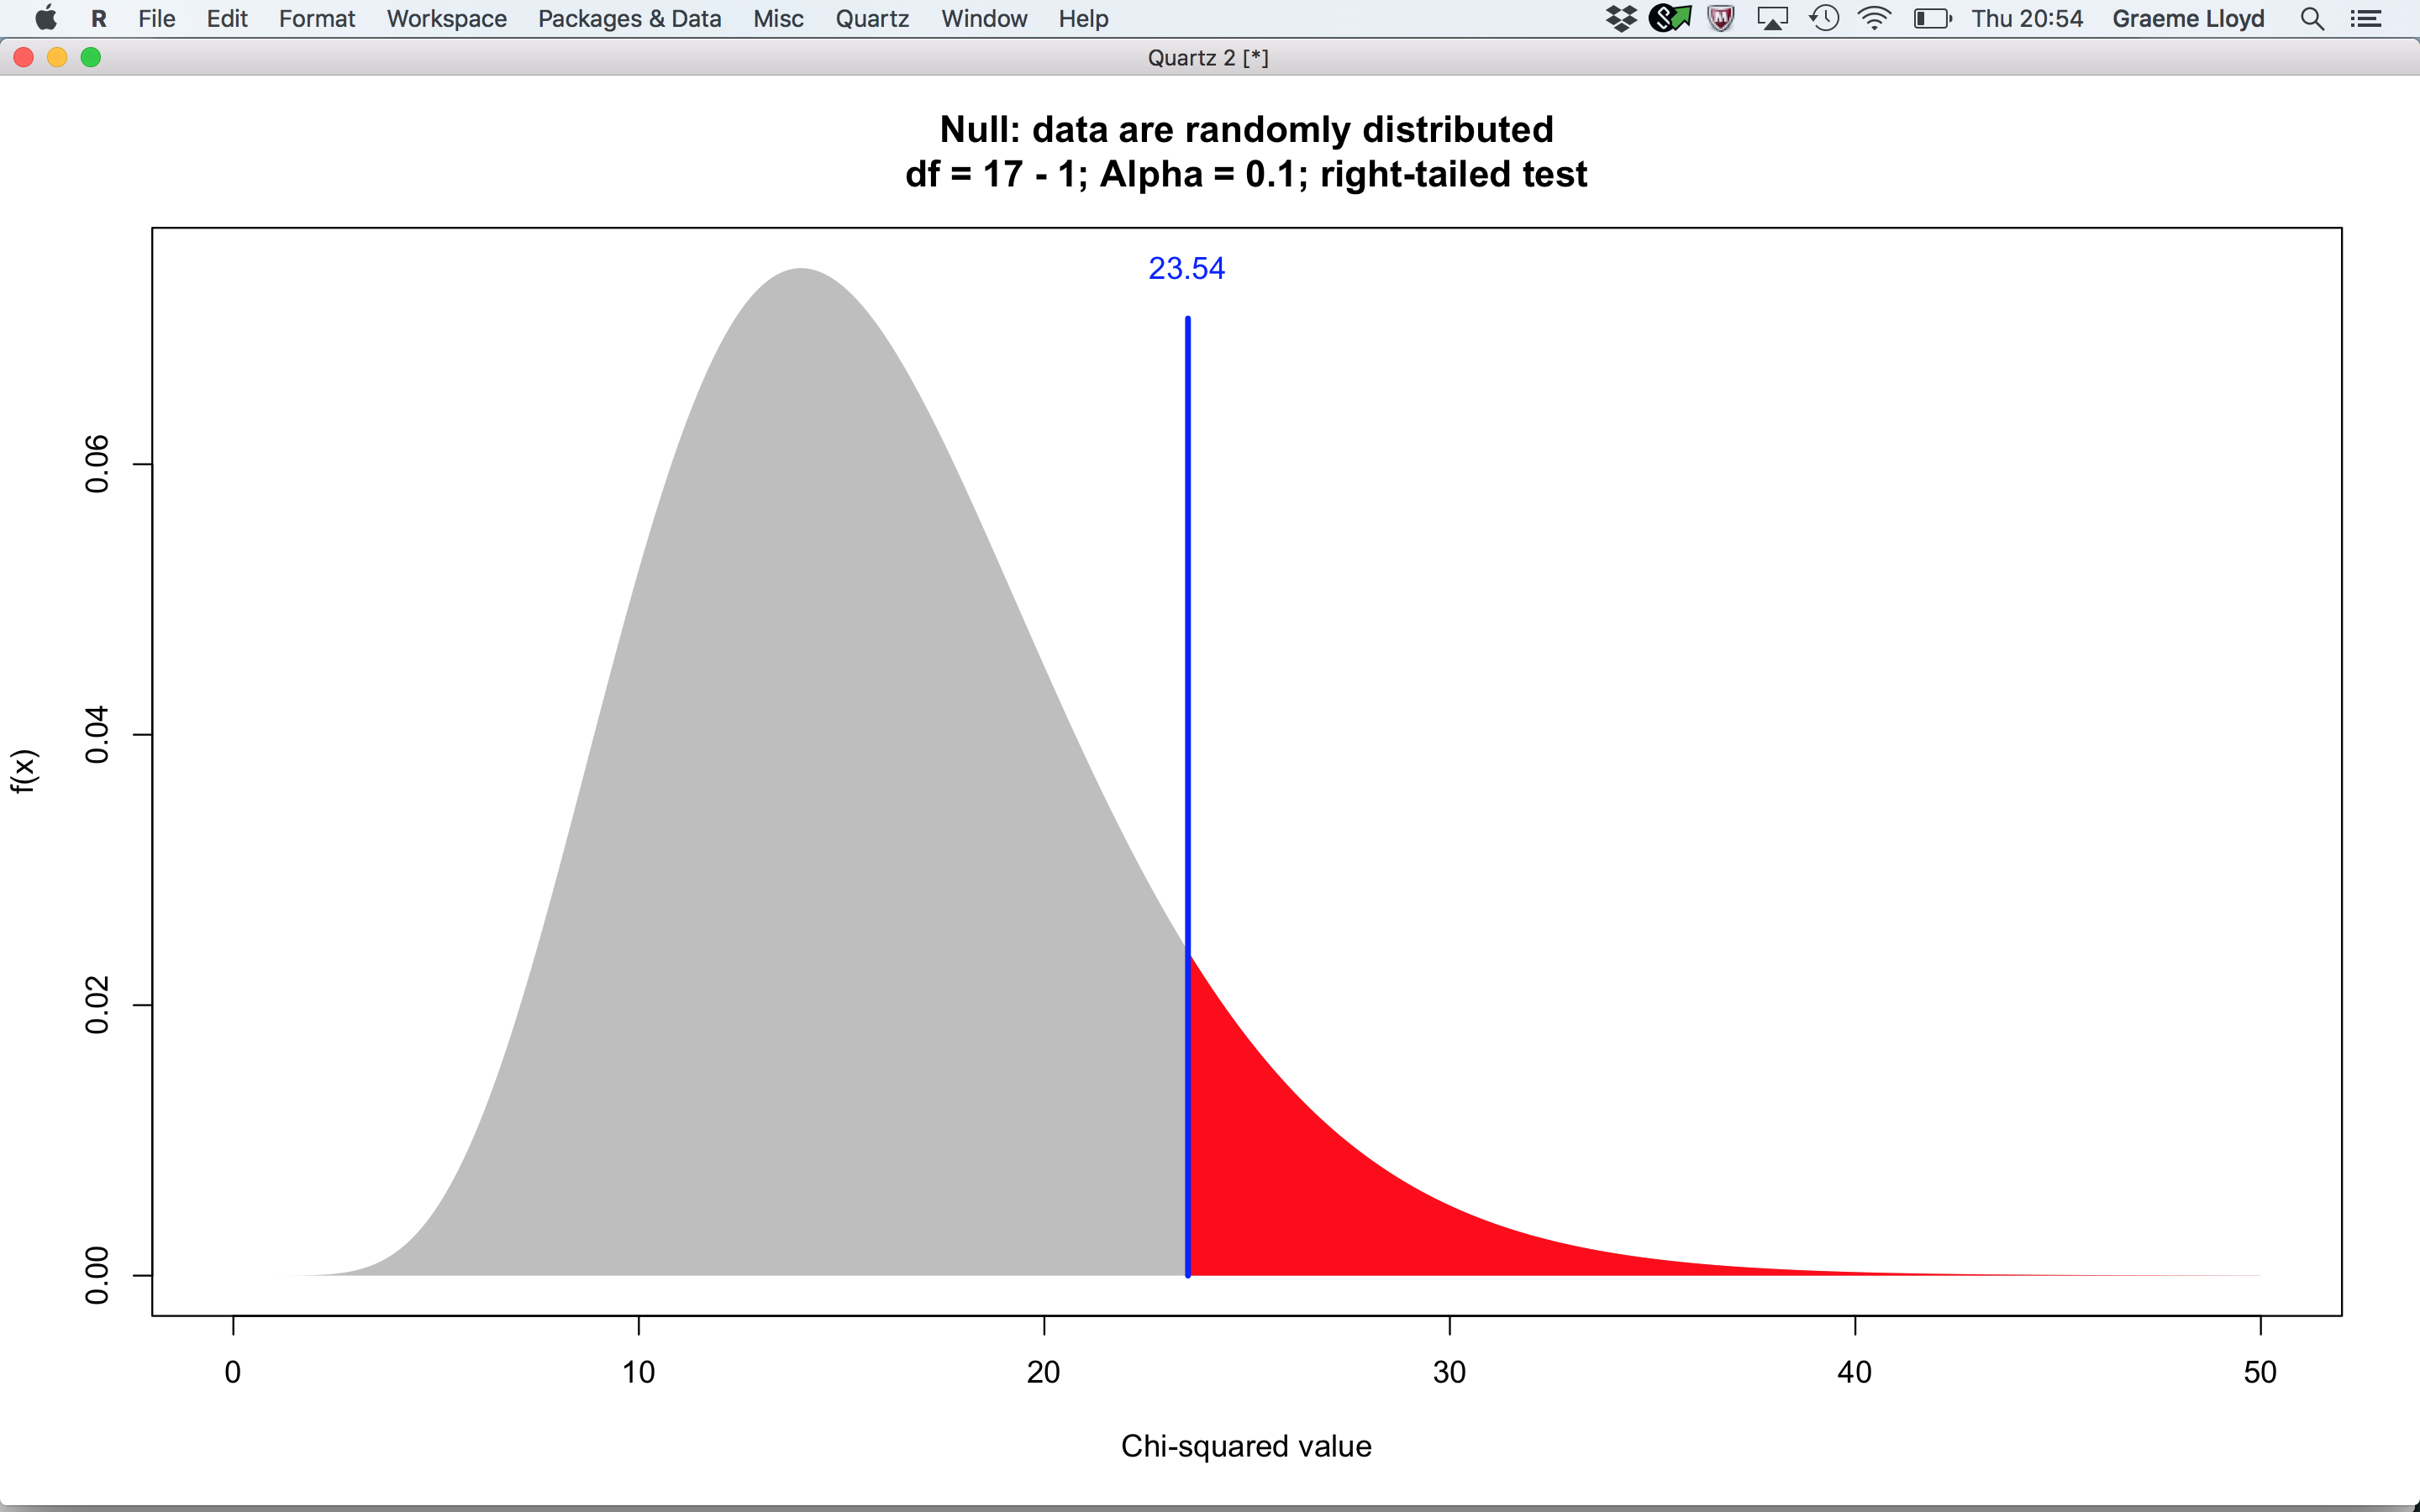 R File Edit Format Workspace Packages & Data Misc Quartz Window Help Thu 20:54 Graeme Lloyd
Quartz 2 [*]
Null: data are randomly distributed
df = 17 - 1; Alpha = 0.1; right-tailed test
23.54
0.06
0.04
0.02
0.00
f(x)
0 10 20 30 40 50
Chi-squared value